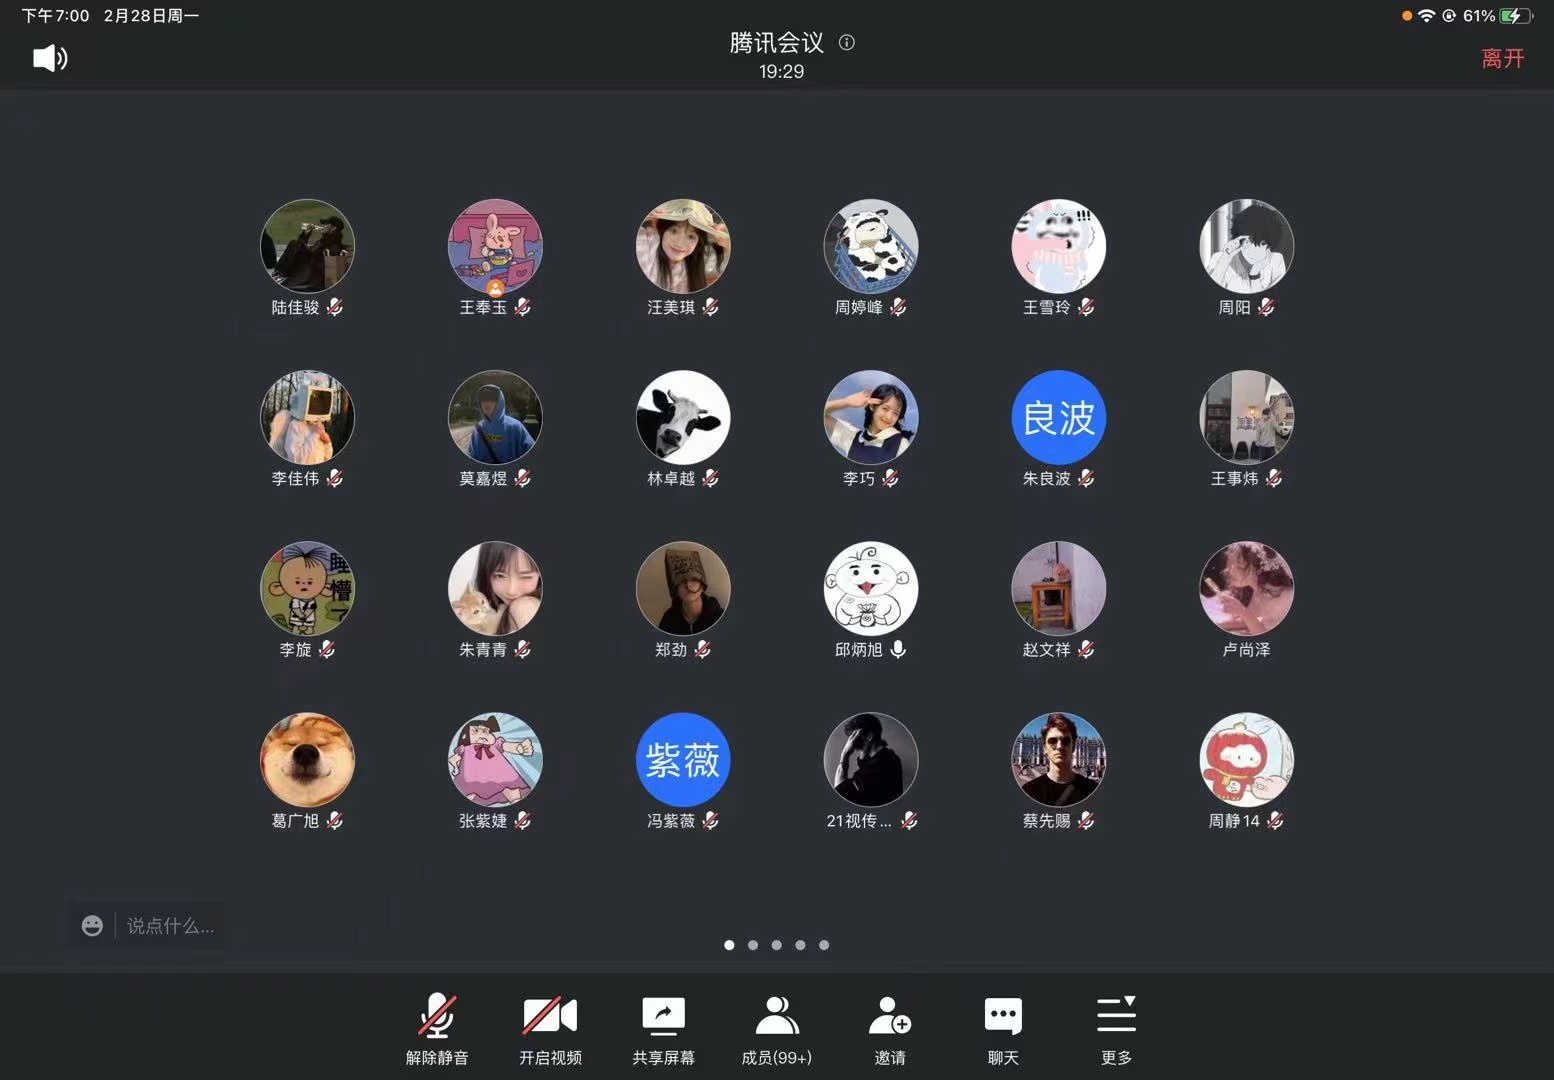 下午7:00 2月28日周一
61%
腾讯会议
19:29
离开
陆佳骏
王奉玉
汪美琪
周婷峰
!!!
王雪玲
周阳
李佳伟
莫嘉煜
林卓越
李巧
良波
朱良波
王事炜
睡
懵
李旋
朱青青
郑劲
邱炳旭
赵文祥
卢尚泽
葛广旭
张紫婕
紫薇
冯紫薇
21视传...
蔡先赐
周静14
说点什么...
解除静音
开启视频
共享屏幕
成员(99+)
邀请
聊天
更多